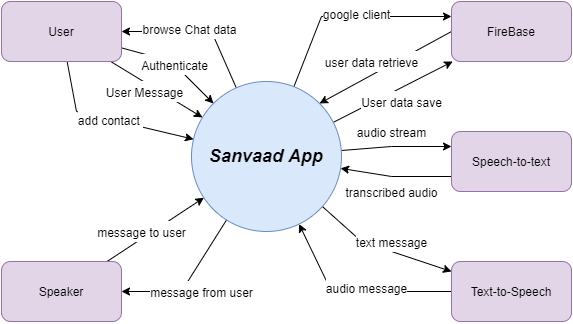 google client
browse Chat data
User
FireBase
user data retrieve
Authenticate
User Message
User data save
add contact
audio stream
Sanvaad App
Speech-to-text
transcribed audio
message to user
text message
Speaker
message from user
audio message
Text-to-Speech